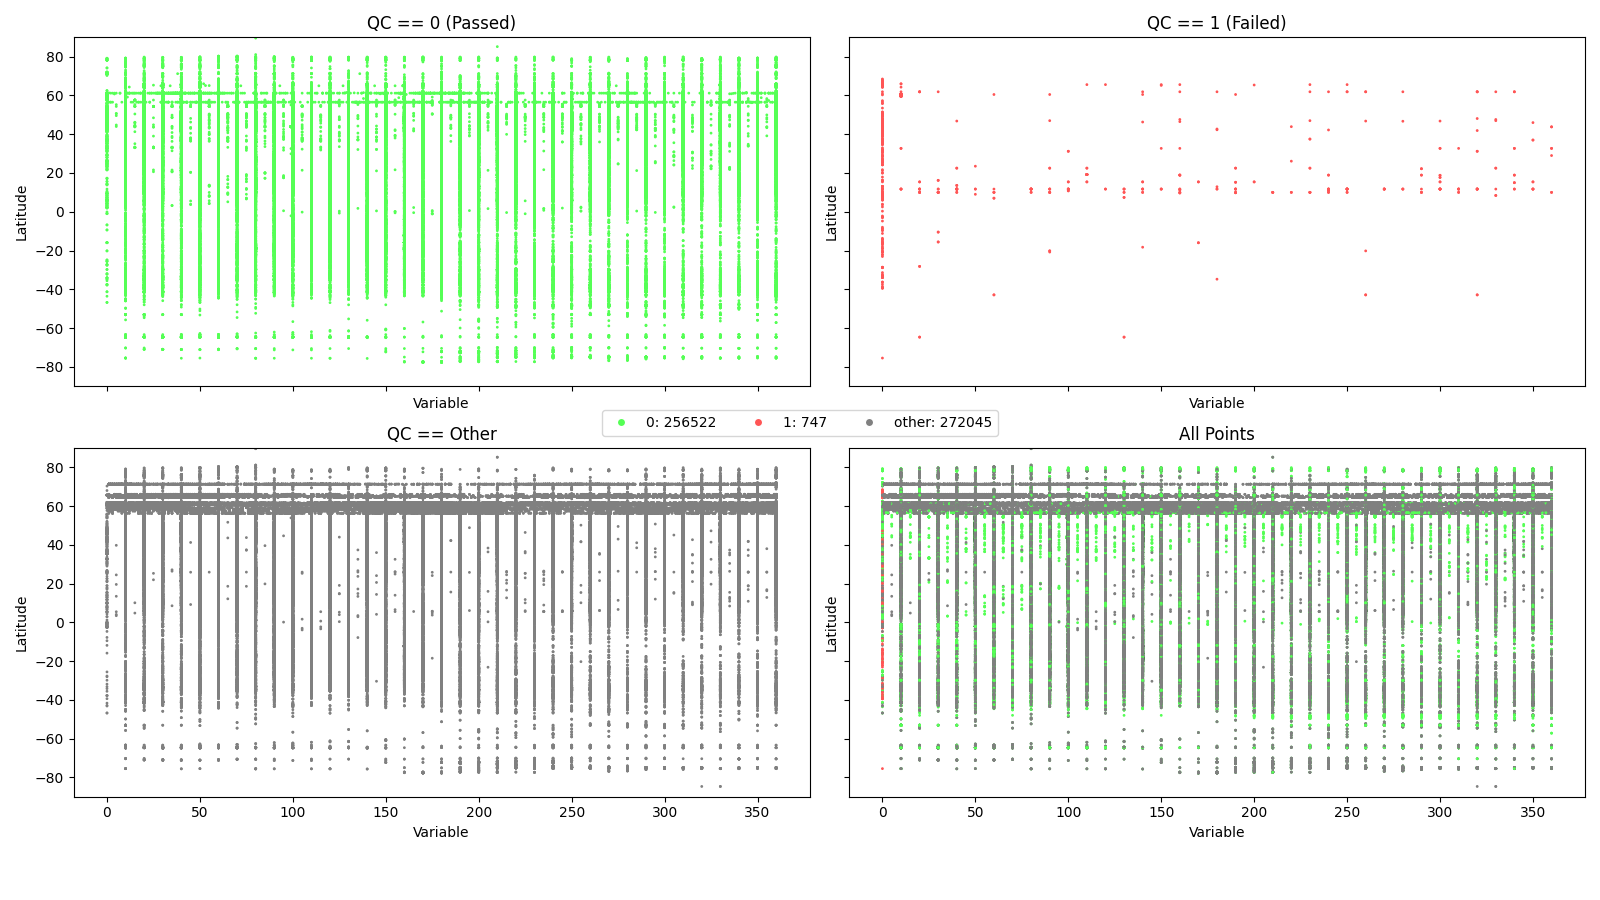 QC == 0 (Passed)
QC == 1 (Failed)
80
60
40
20
0
−20
−40
−60
−80
Latitude
Latitude
Variable
Variable
0: 256522
1: 747
other: 272045
QC == Other
All Points
80
60
40
20
0
−20
−40
−60
−80
Latitude
Latitude
0 50 100 150 200 250 300 350
0 50 100 150 200 250 300 350
Variable
Variable